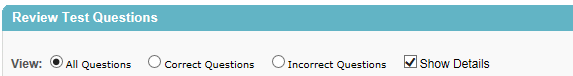 Review Test Questions
View: All Questions Correct Questions Incorrect Questions Show Details